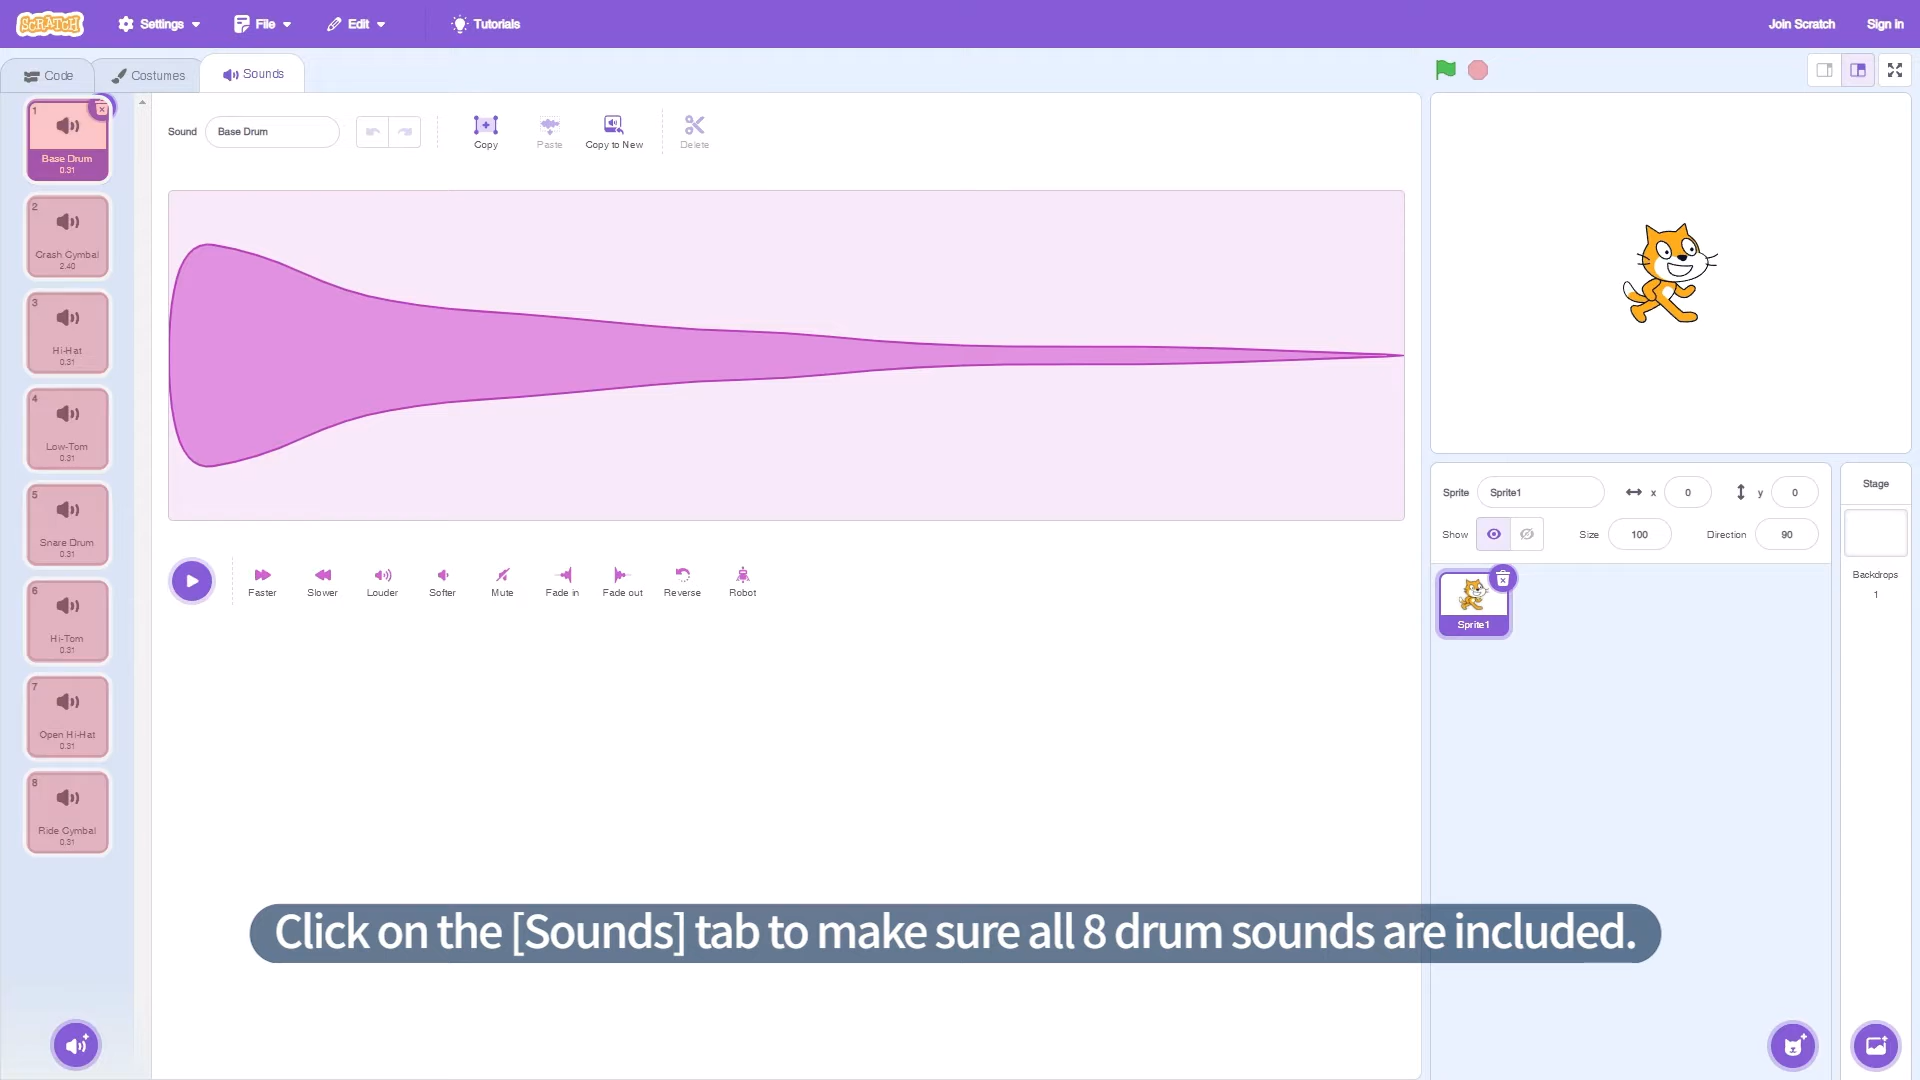 SCRATCH
Settings
File
Edit
Tutorials
Join Scratch
Sign in
Code
Costumes
Sounds
1
Base Drum
0.31
2
Crash Cymbal
2.40
3
Hi-Hat
0.31
4
Low-Tom
0.31
5
Snare Drum
0.31
6
Hi-Tom
0.31
7
Open Hi-Hat
0.31
8
Ride Cymbal
0.31
Sound
Base Drum
Copy
Paste
Copy to New
Delete
Faster
Slower
Louder
Softer
Mute
Fade in
Fade out
Reverse
Robot
Sprite
Sprite1
x
0
y
0
Show
Size
100
Direction
90
Sprite1
Stage
Backdrops
1
Click on the [Sounds] tab to make sure all 8 drum sounds are included.